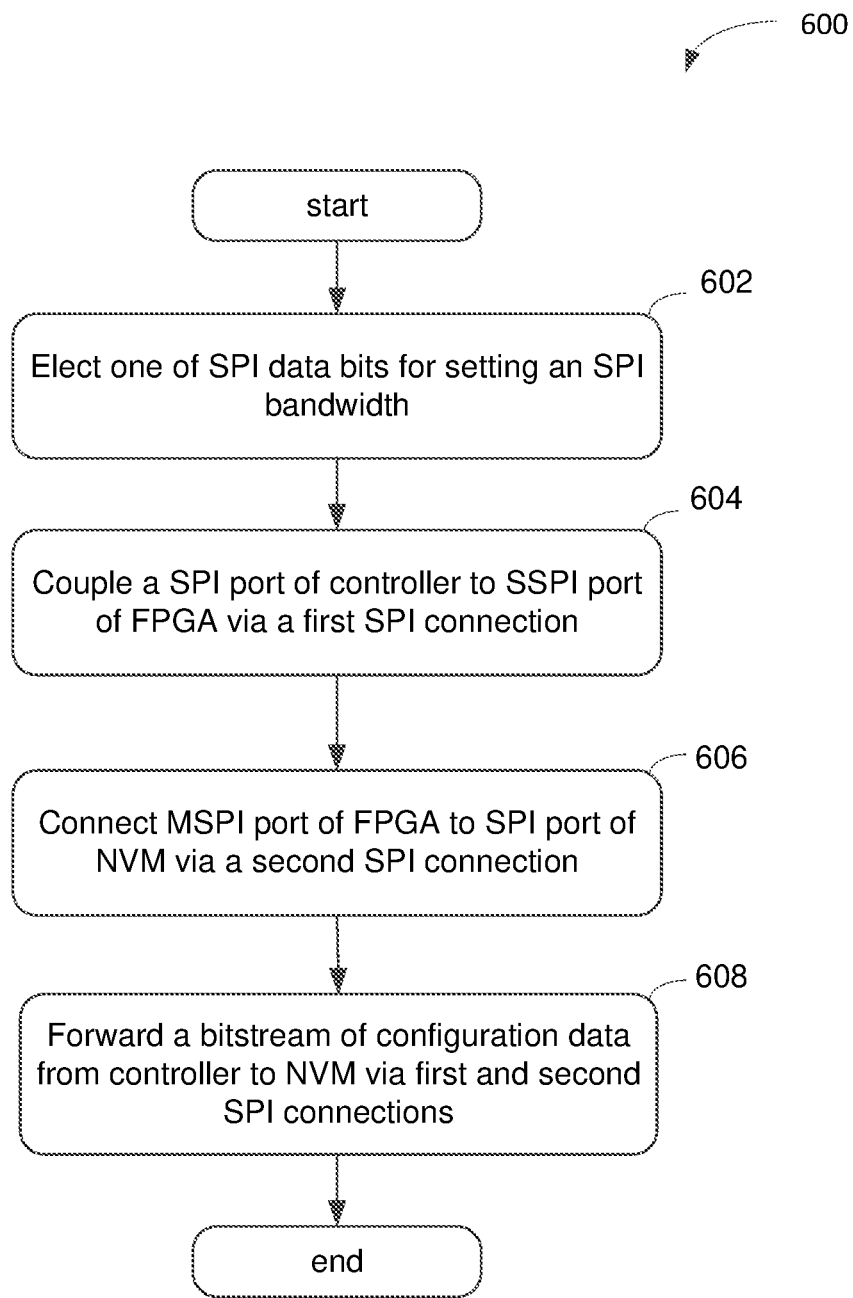 600
start
602
Elect one of SPI data bits for setting an SPI
bandwidth
604
Couple a SPI port of controller to SSPI port
of FPGA via a first SPI connection
606
Connect MSPI port of FPGA to SPI port of
NVM via a second SPI connection
608
Forward a bitstream of configuration data
from controller to NVM via first and second
SPI connections
end